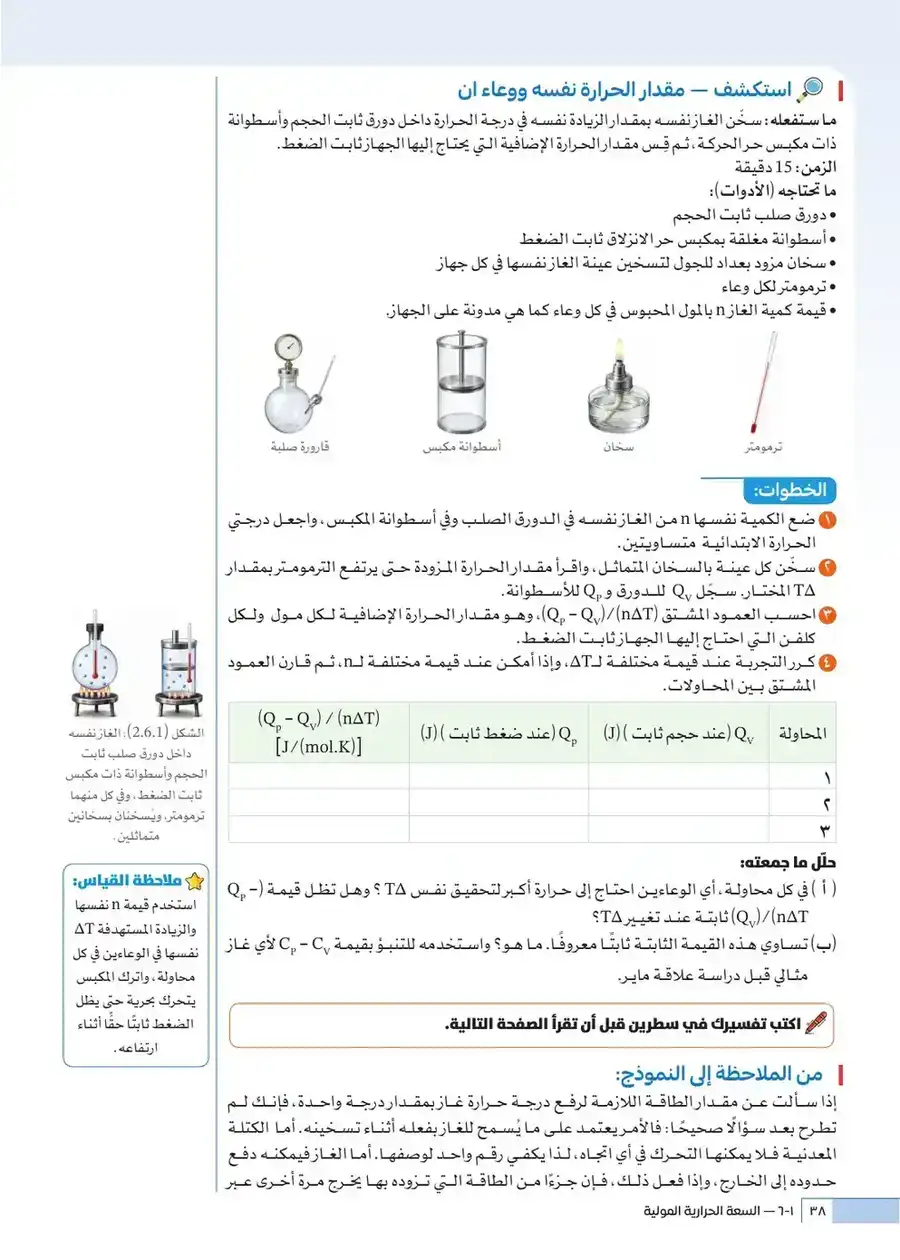 استكشف — مقدار الحرارة نفسه ووعاء ان
ما ستفعله: سخّن الغاز نفسه بمقدار الزيادة نفسه في درجة الحرارة داخل دورق ثابت الحجم وأسطوانة
ذات مكبس حر الحركة، ثم قِس مقدار الحرارة الإضافية التي يحتاج إليها الجهاز ثابت الضغط.
الزمن: 15 دقيقة
ما تحتاجه (الأدوات):
• دورق صلب ثابت الحجم
• أسطوانة مغلقة بمكبس حر الانزلاق ثابت الضغط
• سخان مزود بعداد للجول لتسخين عينة الغاز نفسها في كل جهاز
• ترمومتر لكل وعاء
• قيمة كمية الغاز n بالمول المحبوس في كل وعاء كما هي مدونة على الجهاز.
ترمومتر
سخان
أسطوانة مكبس
قارورة صلبة
الخطوات:
١ ضع الكمية نفسها n من الغاز نفسه في الدورق الصلب وفي أسطوانة المكبس، واجعل درجتي
الحرارة الابتدائية متساويتين.
٢ سخّن كل عينة بالسخان المتماثل، واقرأ مقدار الحرارة المزودة حتى يرتفع الترمومتر بمقدار
TΔ المختار. سجّل Qv للدورق و Qp للأسطوانة.
٣ احسب العمود المشتق (Qp – Qv)/(nΔT)، وهو مقدار الحرارة الإضافية لكل مول ولكل
كلفن التي احتاج إليها الجهاز ثابت الضغط.
٤ كرر التجربة عند قيمة مختلفة لـΔT، وإذا أمكن عند قيمة مختلفة لـn، ثم قارن العمود
المشتق بين المحاولات.
المحاولة
Qv (عند حجم ثابت ) (J)
Qp (عند ضغط ثابت ) (J)
(Qp – Qv) / (nΔT)
[J/(mol.K)]
١
٢
٣
حلّل ما جمعته:
( أ ) في كل محاولة، أي الوعاءين احتاج إلى حرارة أكبر لتحقيق نفس TΔ ؟ وهل تظل قيمة (Qp –
Qv)/(nΔT) ثابتة عند تغيير TΔ؟
(ب) تساوي هذه القيمة الثابتة ثابتًا معروفًا. ما هو؟ واستخدمه للتنبؤ بقيمة Cp – Cv لأي غاز
مثالي قبل دراسة علاقة ماير.
اكتب تفسيرك في سطرين قبل أن تقرأ الصفحة التالية.
من الملاحظة إلى النموذج:
إذا سألت عن مقدار الطاقة اللازمة لرفع درجة حرارة غاز بمقدار درجة واحدة، فإنك لم
تطرح بعد سؤالًا صحيحًا: فالأمر يعتمد على ما يُسمح للغاز بفعله أثناء تسخينه. أما الكتلة
المعدنية فلا يمكنها التحرك في أي اتجاه، لذا يكفي رقم واحد لوصفها. أما الغاز فيمكنه دفع
حدوده إلى الخارج، وإذا فعل ذلك، فإن جزءًا من الطاقة التي تزوده بها يخرج مرة أخرى عبر
الشكل (2.6.1): الغاز نفسه
داخل دورق صلب ثابت
الحجم وأسطوانة ذات مكبس
ثابت الضغط، وفي كل منهما
ترمومتر، ويُسخنان بسخانين
متماثلين.
ملاحظة القياس:
استخدم قيمة n نفسها
والزيادة المستهدفة ΔT
نفسها في الوعاءين في كل
محاولة، واترك المكبس
يتحرك بحرية حتى يظل
الضغط ثابتًا حقًا أثناء
ارتفاعه.
٣٨
٦-١ — السعة الحرارية المولية